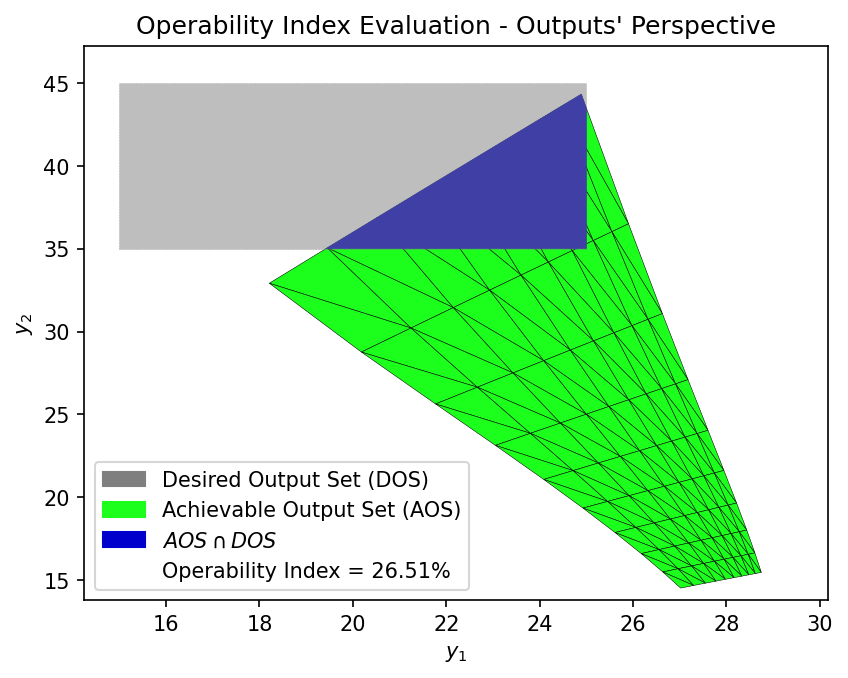 Operability Index Evaluation - Outputs' Perspective
45
40
35
30
25
20
15
y₂
Desired Output Set (DOS)
Achievable Output Set (AOS)
AOS ∩ DOS
Operability Index = 26.51%
16 18 20 22 24 26 28 30
y₁